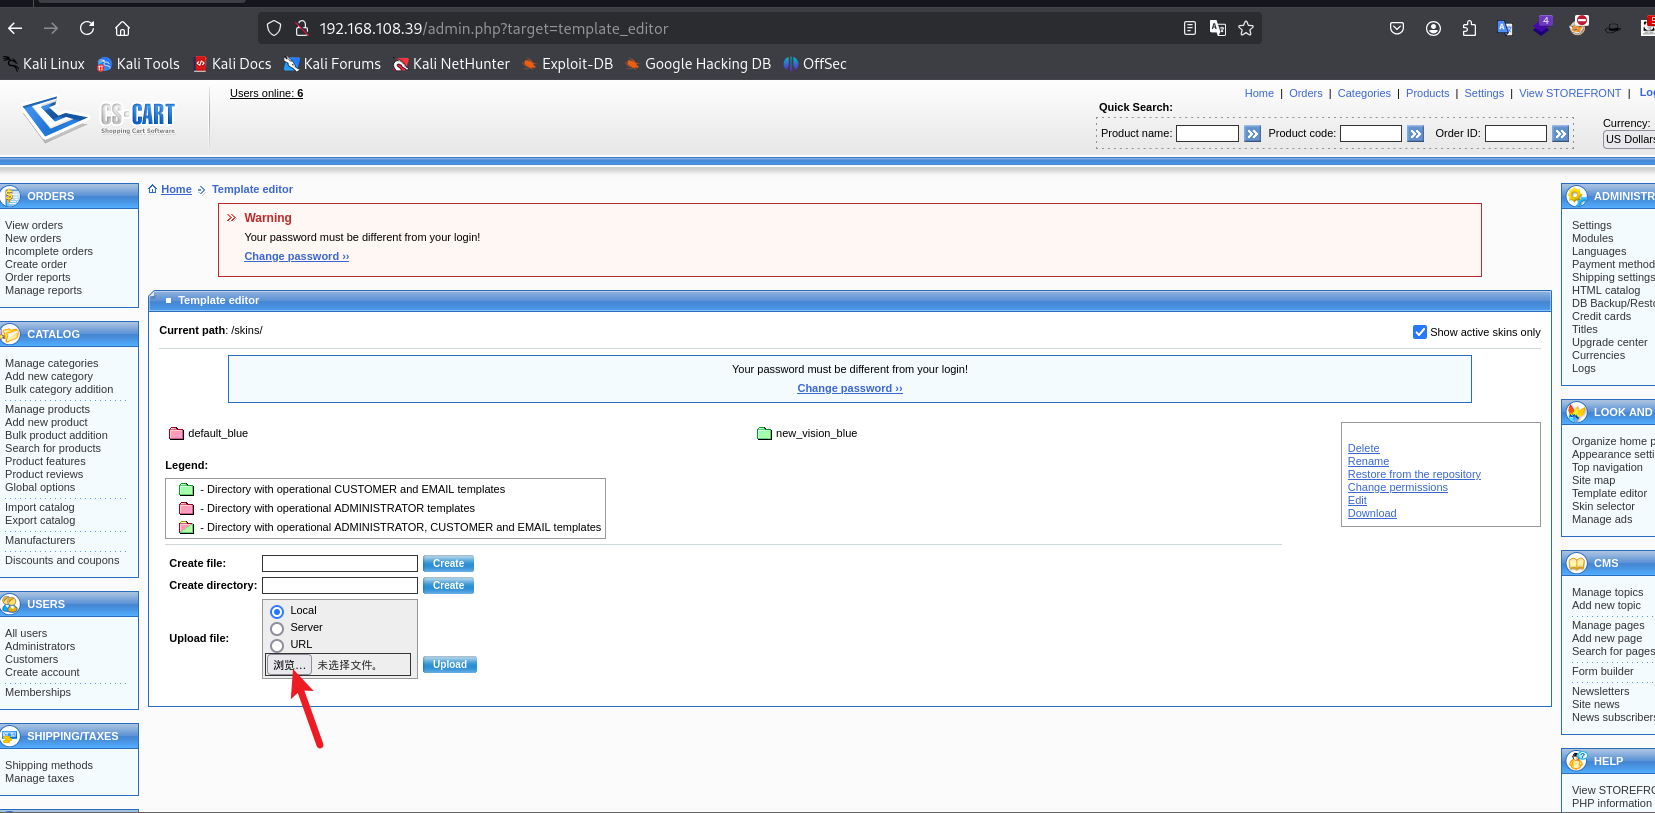 192.168.108.39/admin.php?target=template_editor
4
Kali Linux Kali Tools Kali Docs Kali Forums Kali NetHunter Exploit-DB Google Hacking DB OffSec
CS-CART
Shopping Cart Software
Users online: 6
Home | Orders | Categories | Products | Settings | View STOREFRONT | Log
Quick Search:
Product name: Product code: Order ID:
Currency:
US Dollars
ORDERS
View orders
New orders
Incomplete orders
Create order
Order reports
Manage reports
CATALOG
Manage categories
Add new category
Bulk category addition
Manage products
Add new product
Bulk product addition
Search for products
Product features
Product reviews
Global options
Import catalog
Export catalog
Manufacturers
Discounts and coupons
USERS
All users
Administrators
Customers
Create account
Memberships
SHIPPING/TAXES
Shipping methods
Manage taxes
Home Template editor
Warning
Your password must be different from your login!
Change password ››
Template editor
Current path: /skins/
Show active skins only
Your password must be different from your login!
Change password ››
default_blue
new_vision_blue
Delete
Rename
Restore from the repository
Change permissions
Edit
Download
Legend:
- Directory with operational CUSTOMER and EMAIL templates
- Directory with operational ADMINISTRATOR templates
- Directory with operational ADMINISTRATOR, CUSTOMER and EMAIL templates
Create file: Create
Create directory: Create
Upload file:
Local
Server
URL
浏览… 未选择文件。 Upload
ADMINISTR
Settings
Modules
Languages
Payment method
Shipping settings
HTML catalog
DB Backup/Resto
Credit cards
Titles
Upgrade center
Currencies
Logs
LOOK AND
Organize home p
Appearance setti
Top navigation
Site map
Template editor
Skin selector
Manage ads
CMS
Manage topics
Add new topic
Manage pages
Add new page
Search for pages
Form builder
Newsletters
Site news
News subscribers
HELP
View STOREFRO
PHP information